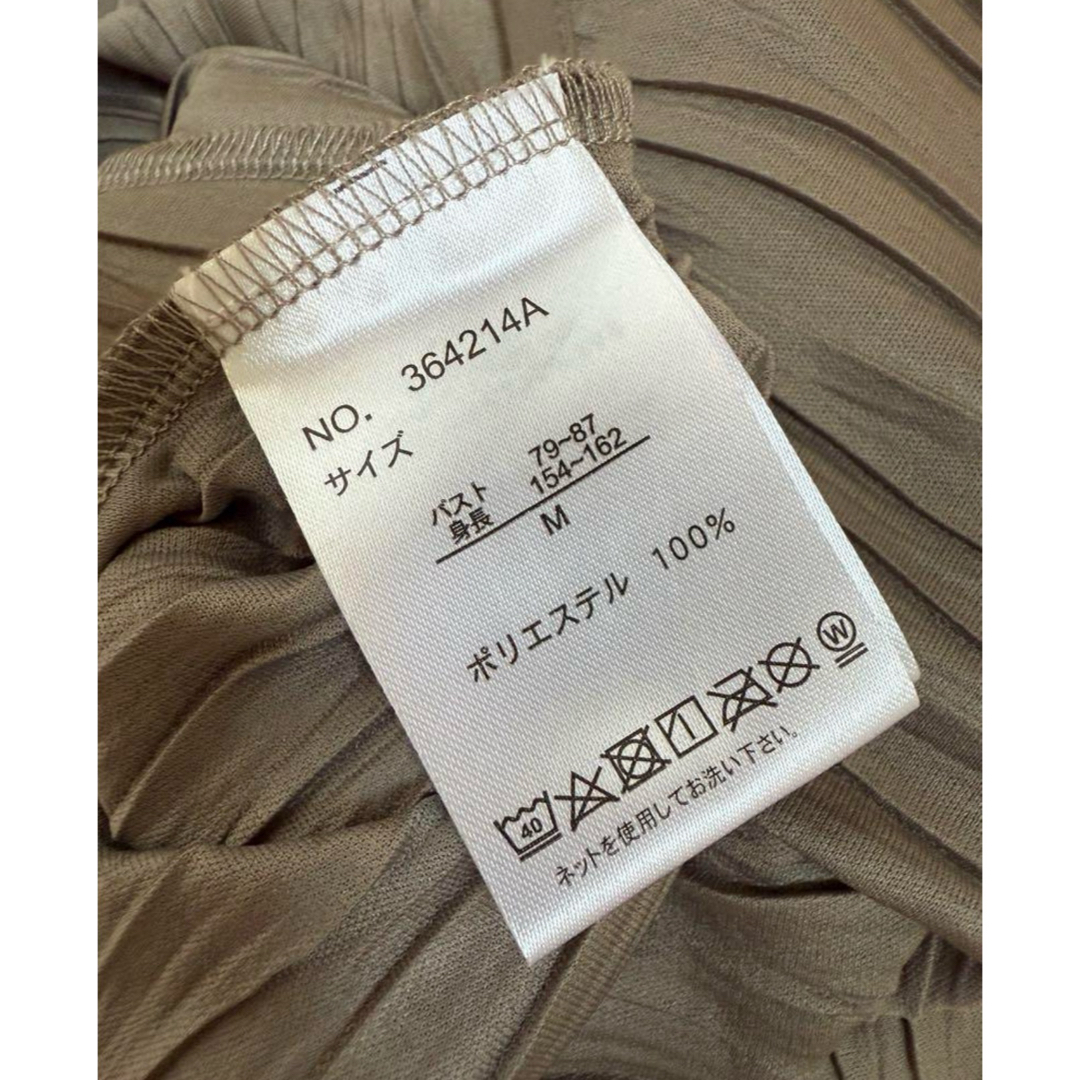 NO. 364214A
サイズ
バスト 79~87
身長 154~162
M
ポリエステル 100%
40 W
ネットを使用してお洗い下さい。